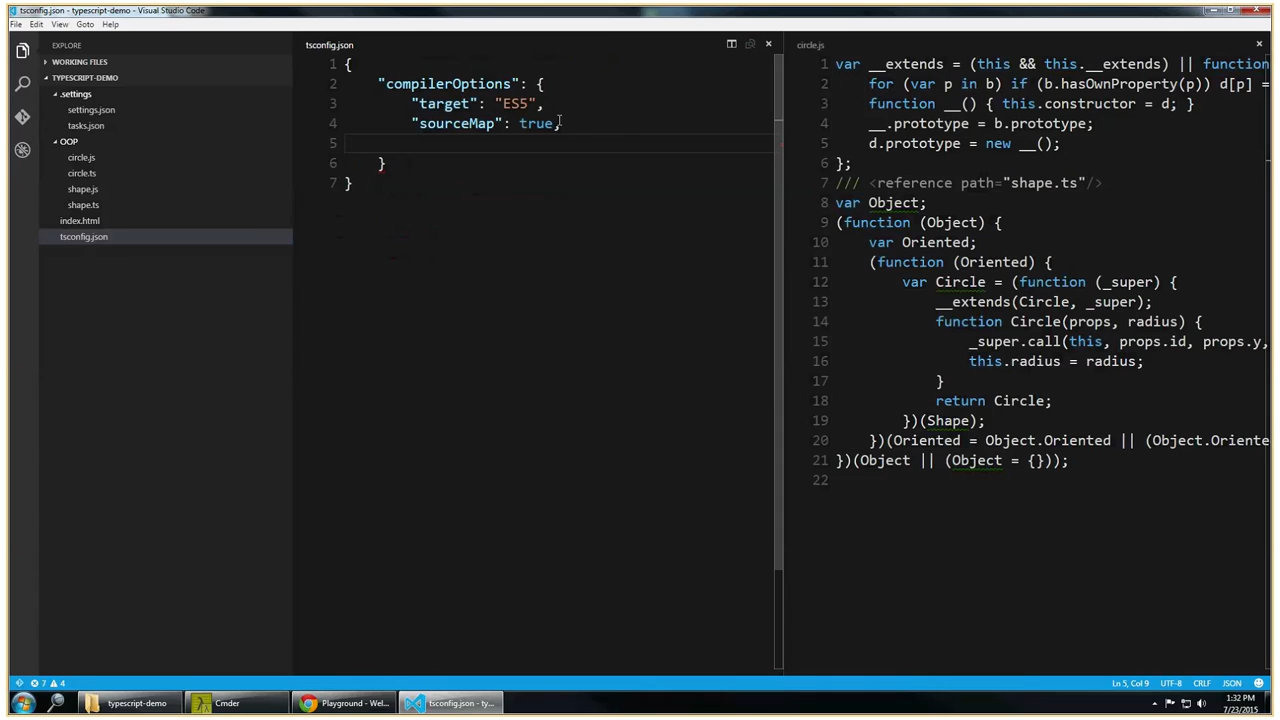 tsconfig.json - typescript-demo - Visual Studio Code
File Edit View Goto Help
EXPLORE
WORKING FILES
TYPESCRIPT-DEMO
.settings
settings.json
tasks.json
OOP
circle.js
circle.ts
shape.js
shape.ts
index.html
tsconfig.json
tsconfig.json
1 {
2 "compilerOptions": {
3 "target": "ES5",
4 "sourceMap": true,
5
6 }
7 }
circle.js
1 var __extends = (this && this.__extends) || function
2 for (var p in b) if (b.hasOwnProperty(p)) d[p] =
3 function __() { this.constructor = d; }
4 __.prototype = b.prototype;
5 d.prototype = new __();
6 };
7 /// <reference path="shape.ts"/>
8 var Object;
9 (function (Object) {
10 var Oriented;
11 (function (Oriented) {
12 var Circle = (function (_super) {
13 __extends(Circle, _super);
14 function Circle(props, radius) {
15 _super.call(this, props.id, props.y,
16 this.radius = radius;
17 }
18 return Circle;
19 })(Shape);
20 })(Oriented = Object.Oriented || (Object.Oriente
21 })(Object || (Object = {}));
22
7 4
Ln 5, Col 9 UTF-8 CRLF JSON
typescript-demo
Cmder
Playground - Wel...
tsconfig.json - ty...
1:32 PM
7/23/2015